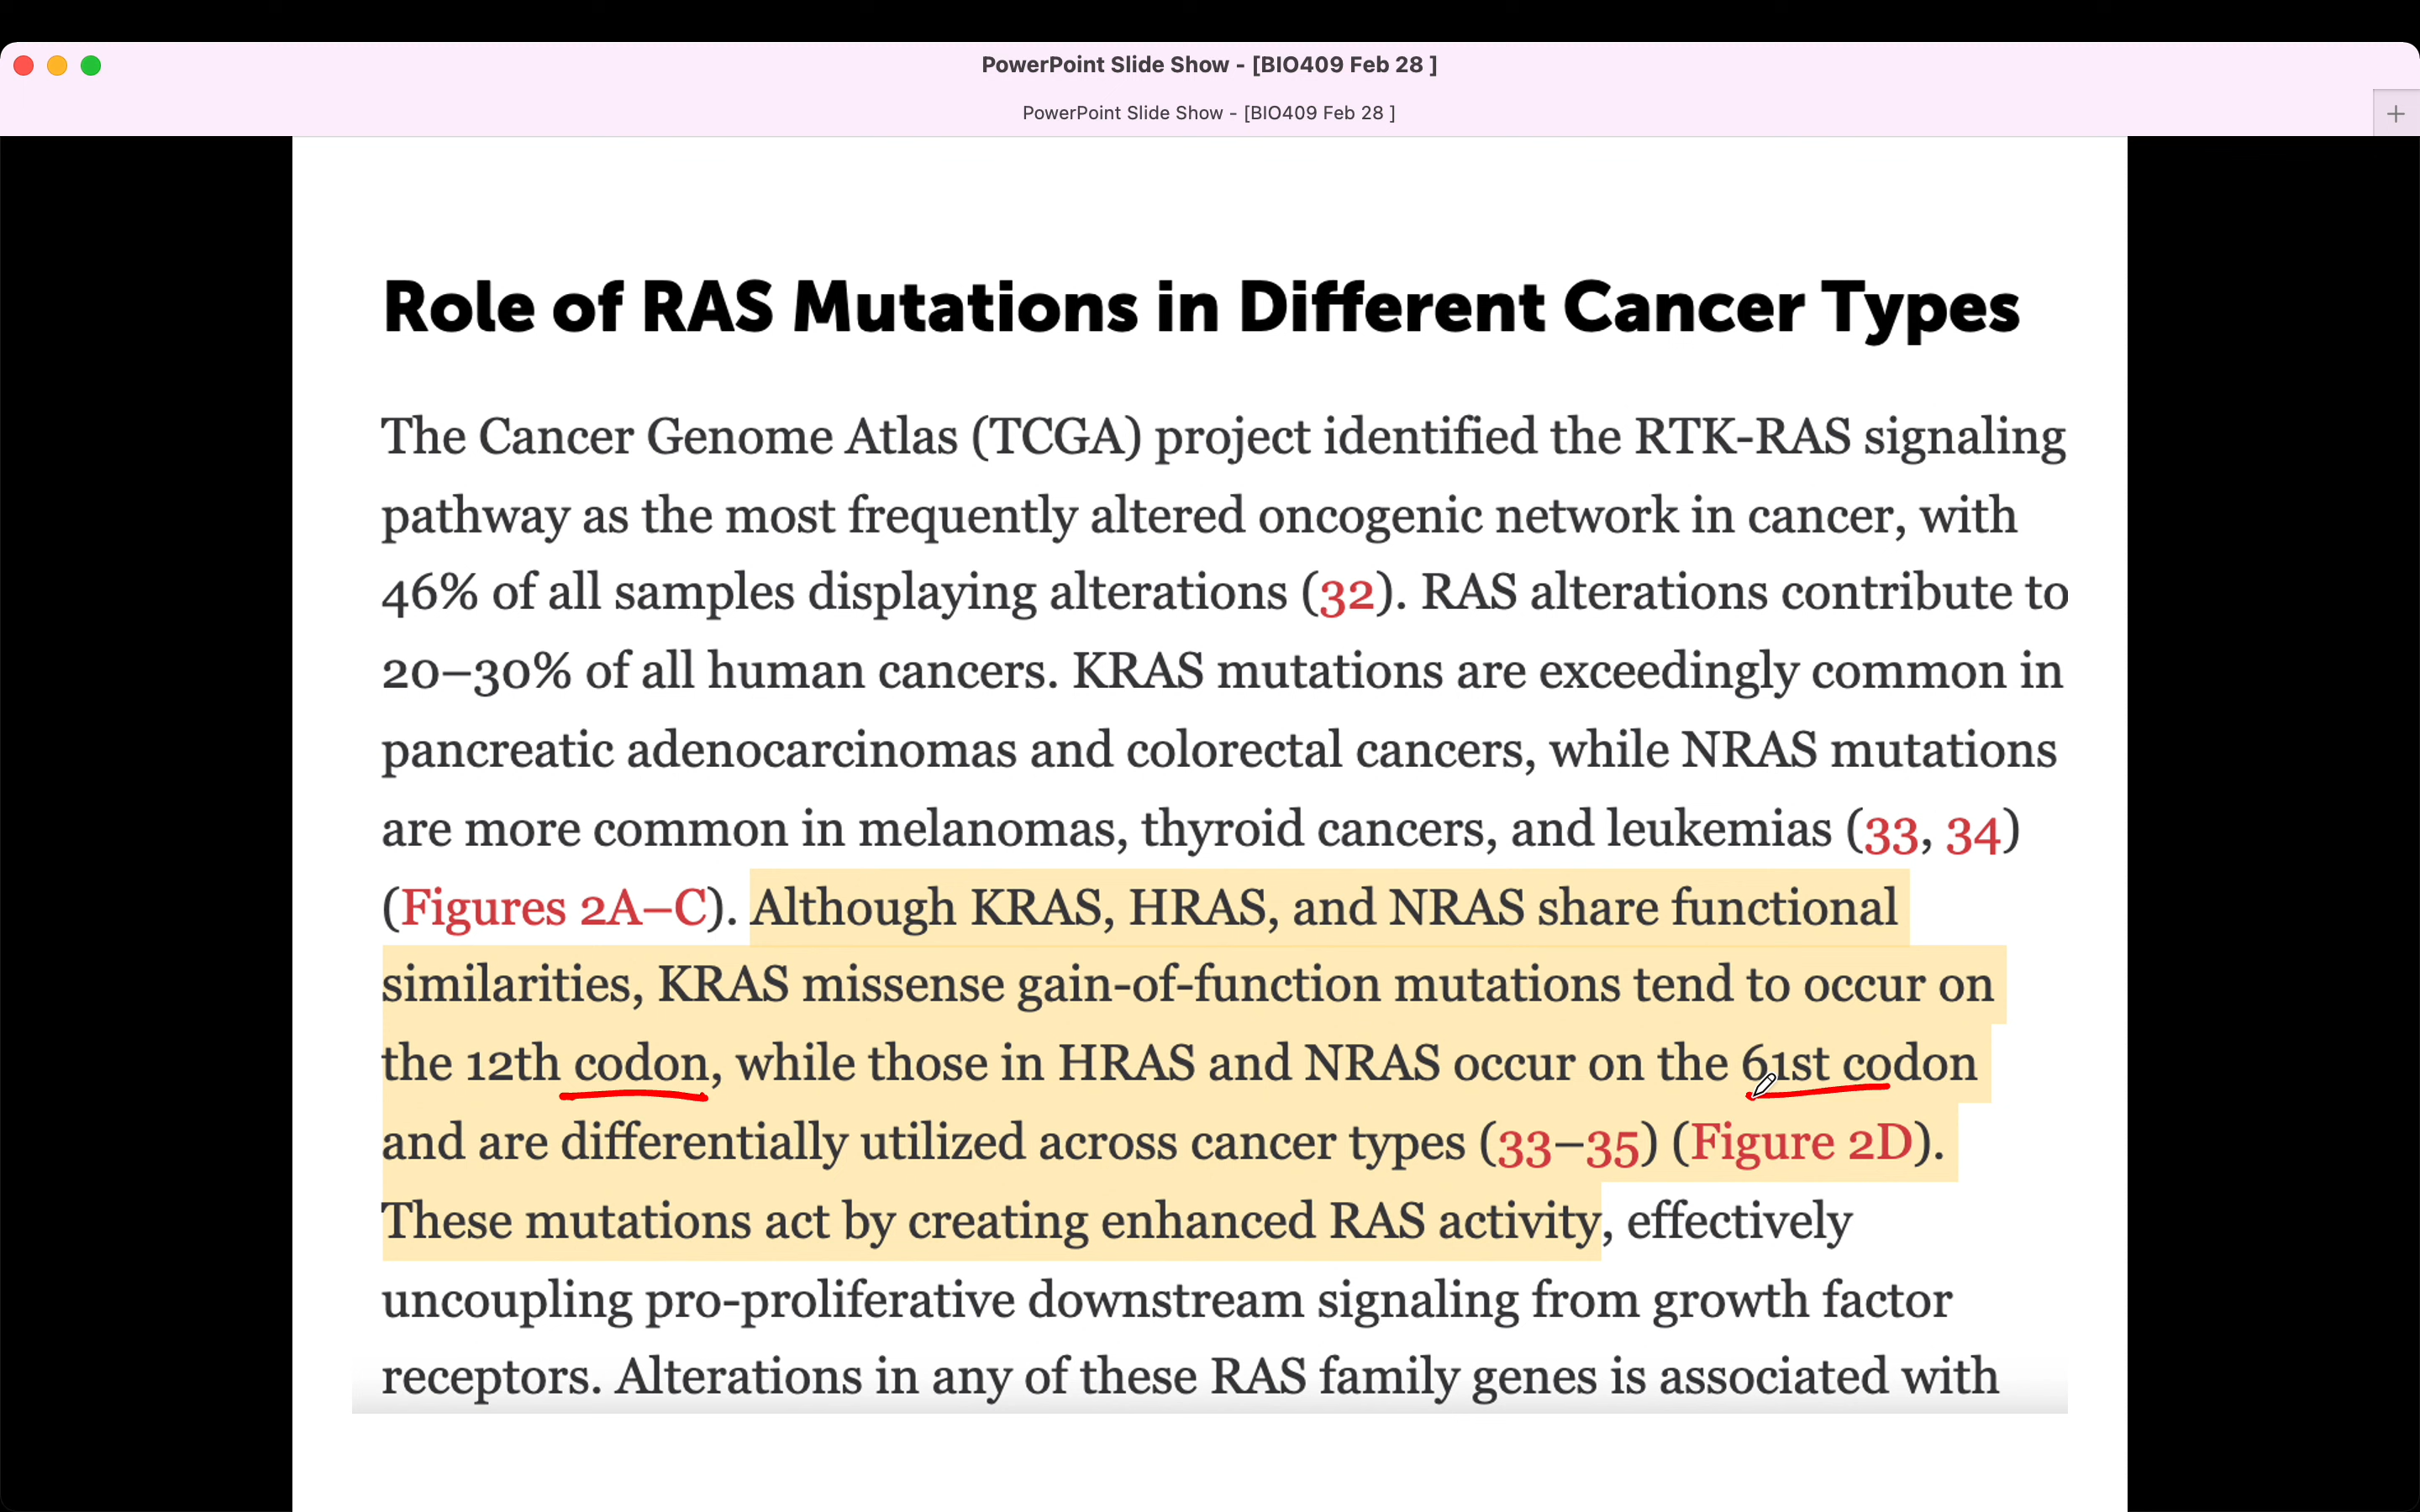 PowerPoint Slide Show - [BIO409 Feb 28 ]
PowerPoint Slide Show - [BIO409 Feb 28 ]
Role of RAS Mutations in Different Cancer Types
The Cancer Genome Atlas (TCGA) project identified the RTK-RAS signaling
pathway as the most frequently altered oncogenic network in cancer, with
46% of all samples displaying alterations (32). RAS alterations contribute to
20–30% of all human cancers. KRAS mutations are exceedingly common in
pancreatic adenocarcinomas and colorectal cancers, while NRAS mutations
are more common in melanomas, thyroid cancers, and leukemias (33, 34)
(Figures 2A–C). Although KRAS, HRAS, and NRAS share functional
similarities, KRAS missense gain-of-function mutations tend to occur on
the 12th codon, while those in HRAS and NRAS occur on the 61st codon
and are differentially utilized across cancer types (33–35) (Figure 2D).
These mutations act by creating enhanced RAS activity, effectively
uncoupling pro-proliferative downstream signaling from growth factor
receptors. Alterations in any of these RAS family genes is associated with